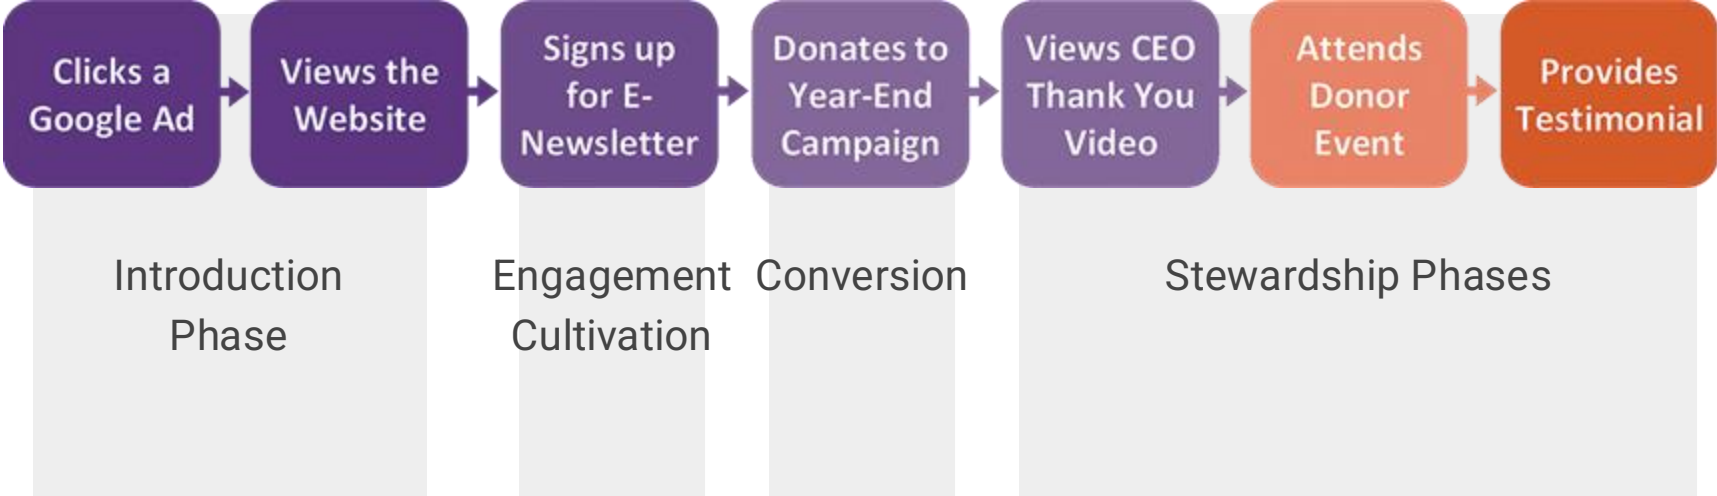 Clicks a
Google Ad
Views the
Website
Signs up
for E-
Newsletter
Donates to
Year-End
Campaign
Views CEO
Thank You
Video
Attends
Donor
Event
Provides
Testimonial
Introduction
Phase
Engagement
Cultivation
Conversion
Stewardship Phases